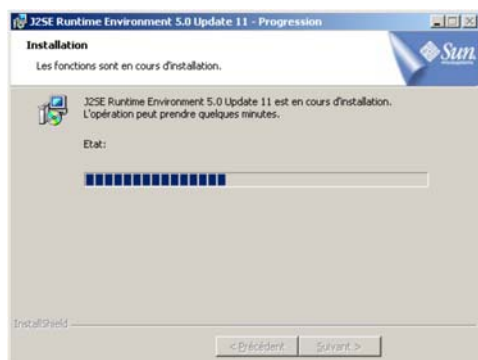 J2SE Runtime Environment 5.0 Update 11 - Progression
Installation
Les fonctions sont en cours d'installation.
Sun
J2SE Runtime Environment 5.0 Update 11 est en cours d'installation.
L'opération peut prendre quelques minutes.
Etat:
InstallShield
< Précédent
Suivant >